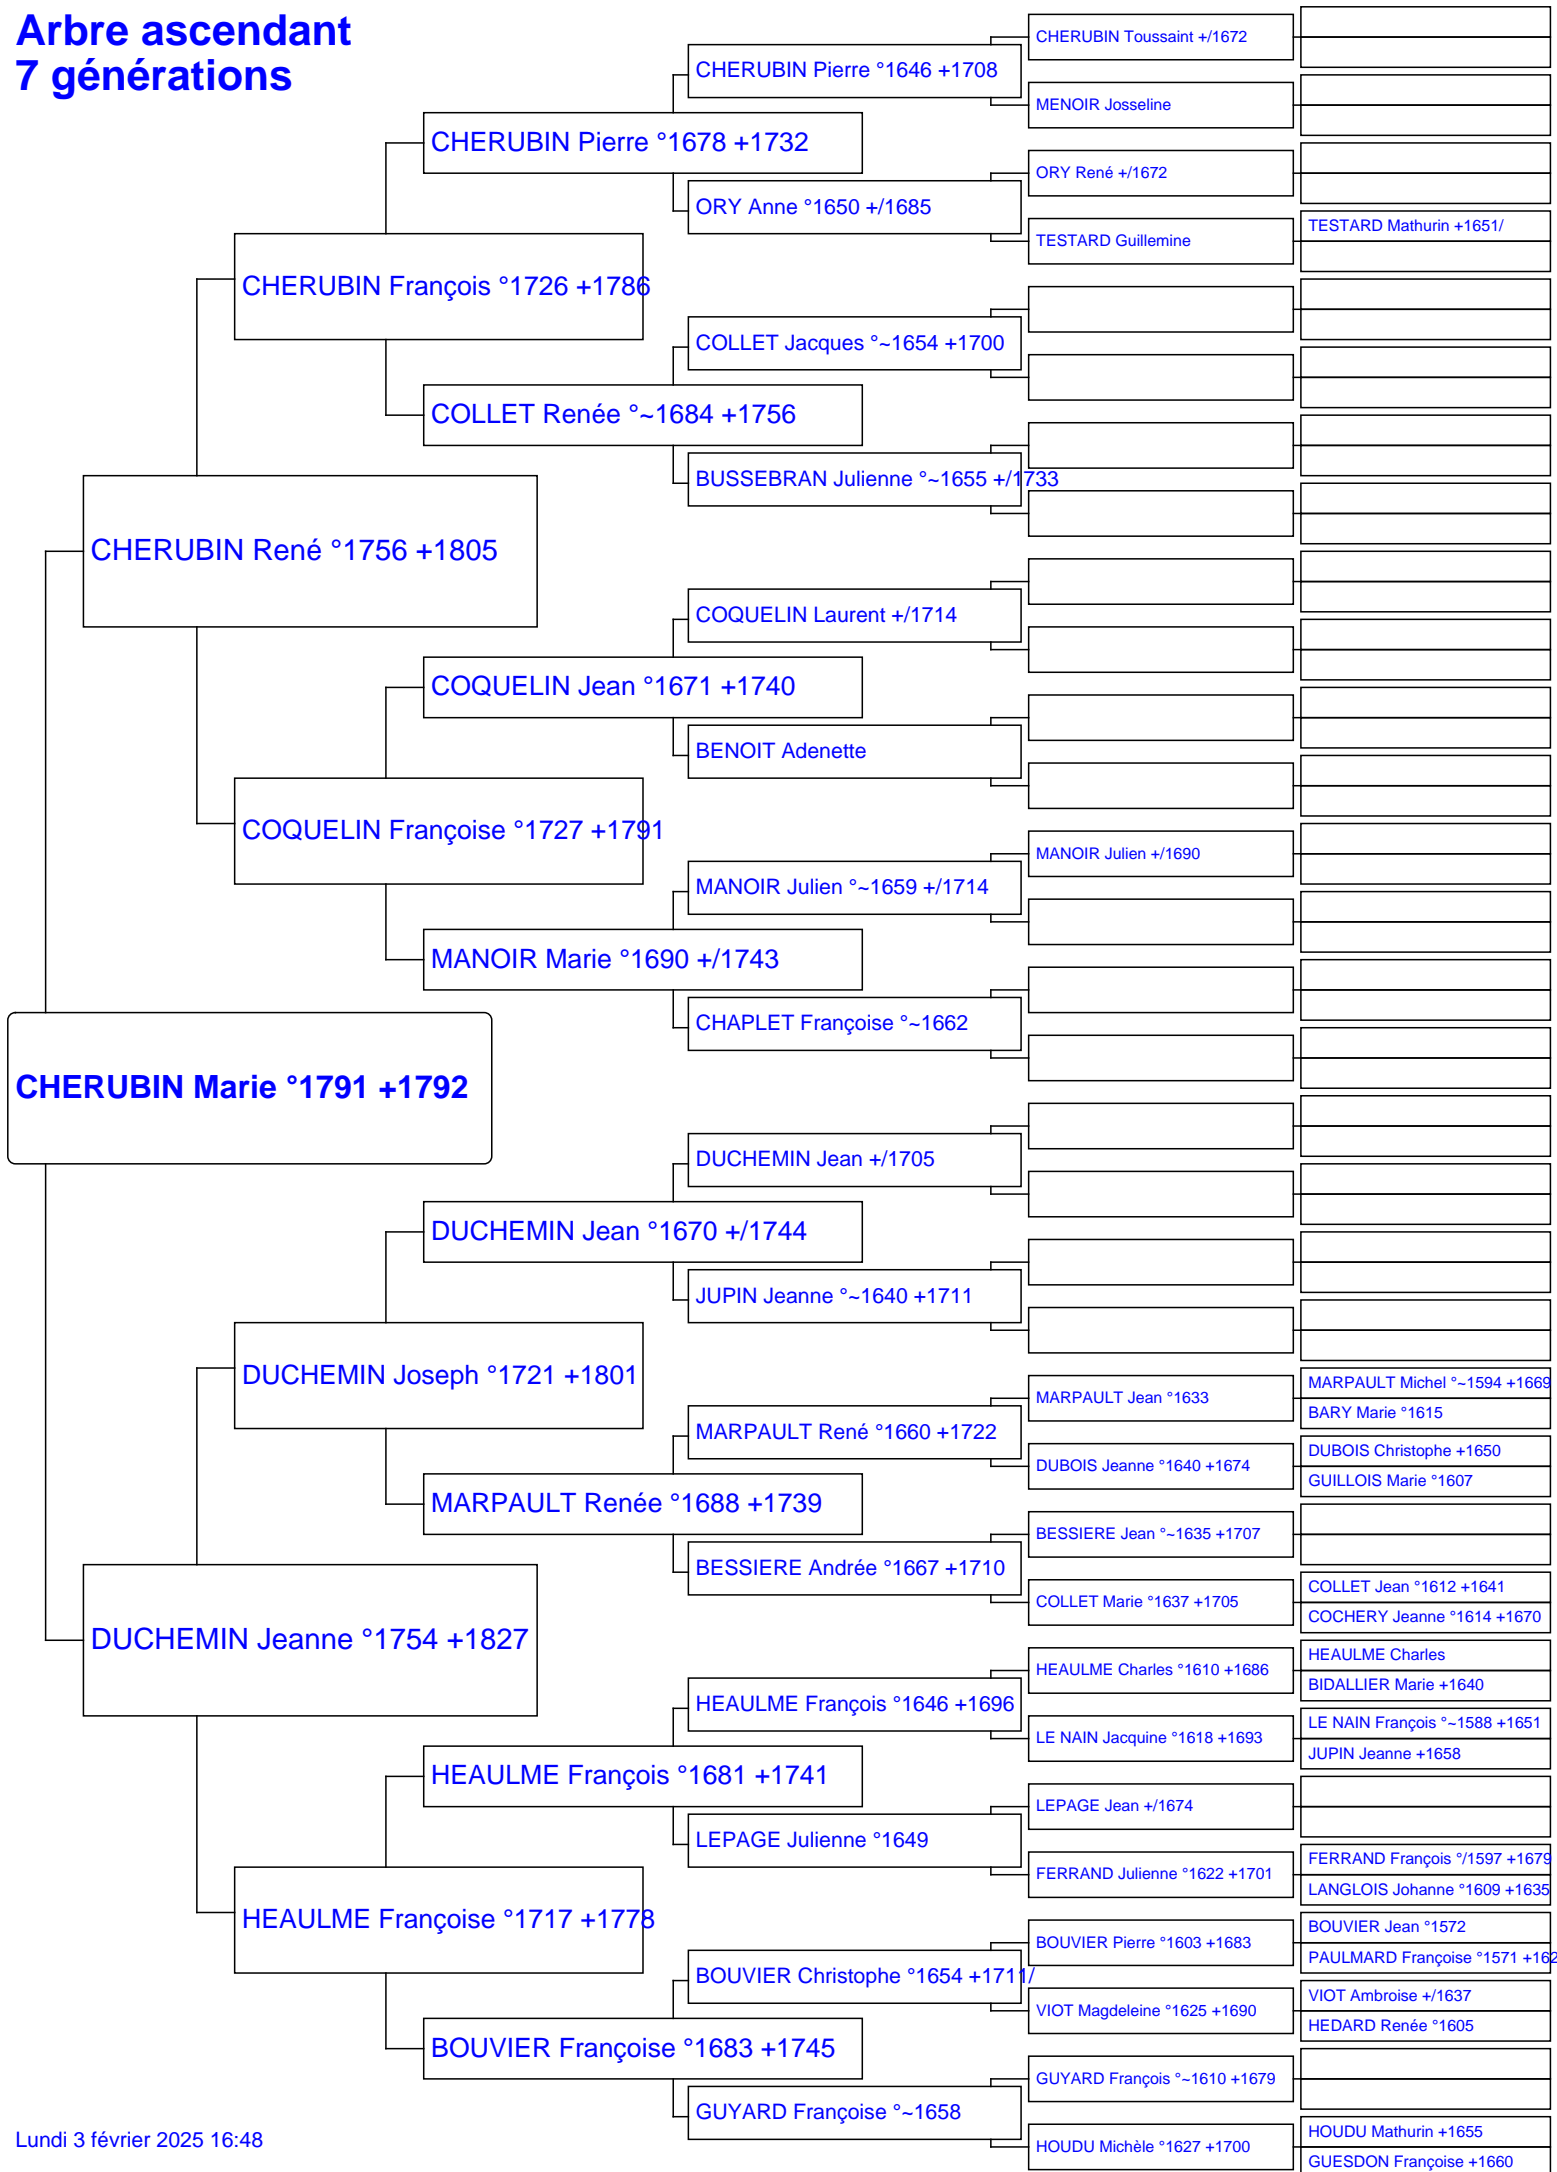 Arbre ascendant
7 générations
CHERUBIN Marie °1791 +1792
CHERUBIN René °1756 +1805
DUCHEMIN Jeanne °1754 +1827
CHERUBIN François °1726 +1786
COQUELIN Françoise °1727 +1791
DUCHEMIN Joseph °1721 +1801
HEAULME Françoise °1717 +1778
CHERUBIN Pierre °1678 +1732
COLLET Renée °~1684 +1756
COQUELIN Jean °1671 +1740
MANOIR Marie °1690 +/1743
DUCHEMIN Jean °1670 +/1744
MARPAULT Renée °1688 +1739
HEAULME François °1681 +1741
BOUVIER Françoise °1683 +1745
CHERUBIN Pierre °1646 +1708
ORY Anne °1650 +/1685
COLLET Jacques °~1654 +1700
BUSSEBRAN Julienne °~1655 +/1733
COQUELIN Laurent +/1714
BENOIT Adenette
MANOIR Julien °~1659 +/1714
CHAPLET Françoise °~1662
DUCHEMIN Jean +/1705
JUPIN Jeanne °~1640 +1711
MARPAULT René °1660 +1722
BESSIERE Andrée °1667 +1710
HEAULME François °1646 +1696
LEPAGE Julienne °1649
BOUVIER Christophe °1654 +1711/
GUYARD Françoise °~1658
CHERUBIN Toussaint +/1672
MENOIR Josseline
ORY René +/1672
TESTARD Guillemine
MANOIR Julien +/1690
MARPAULT Jean °1633
DUBOIS Jeanne °1640 +1674
BESSIERE Jean °~1635 +1707
COLLET Marie °1637 +1705
HEAULME Charles °1610 +1686
LE NAIN Jacquine °1618 +1693
LEPAGE Jean +/1674
FERRAND Julienne °1622 +1701
BOUVIER Pierre °1603 +1683
VIOT Magdeleine °1625 +1690
GUYARD François °~1610 +1679
HOUDU Michèle °1627 +1700
TESTARD Mathurin +1651/
MARPAULT Michel °~1594 +1669
BARY Marie °1615
DUBOIS Christophe +1650
GUILLOIS Marie °1607
COLLET Jean °1612 +1641
COCHERY Jeanne °1614 +1670
HEAULME Charles
BIDALLIER Marie +1640
LE NAIN François °~1588 +1651
JUPIN Jeanne +1658
FERRAND François °/1597 +1679
LANGLOIS Johanne °1609 +1635
BOUVIER Jean °1572
PAULMARD Françoise °1571 +162
VIOT Ambroise +/1637
HEDARD Renée °1605
HOUDU Mathurin +1655
GUESDON Françoise +1660
Lundi 3 février 2025 16:48